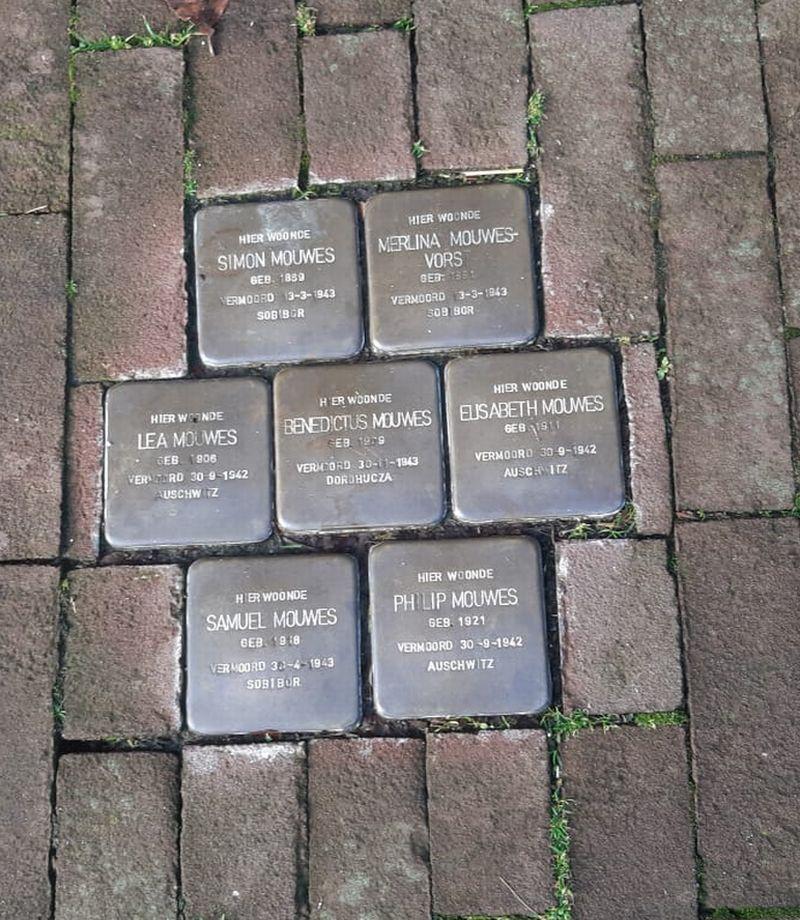 HIER WOONDE
SIMON MOUWES
GEB. 1889
VERMOORD 13-3-1943
SOBIBOR
HIER WOONDE
MERLINA MOUWES-
VORST
GEB.
VERMOORD 13-3-1943
SOBIBOR
HIER WOONDE
LEA MOUWES
GEB. 1906
VERMOORD 30-9-1942
AUSCHWITZ
HIER WOONDE
BENEDICTUS MOUWES
GEB. 1909
VERMOORD 30-11-1943
DOROHUCZA
HIER WOONDE
ELISABETH MOUWES
GEB. 1911
VERMOORD 30-9-1942
AUSCHWITZ
HIER WOONDE
SAMUEL MOUWES
GEB. 1918
VERMOORD 30-4-1943
SOBIBOR
HIER WOONDE
PHILIP MOUWES
GEB. 1921
VERMOORD 30-9-1942
AUSCHWITZ